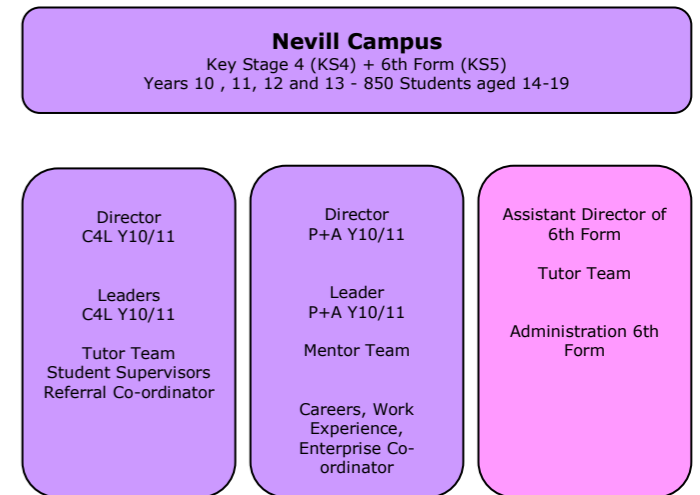 Nevill Campus
Key Stage 4 (KS4) + 6th Form (KS5)
Years 10 , 11, 12 and 13 - 850 Students aged 14-19
Director
C4L Y10/11
Leaders
C4L Y10/11
Tutor Team
Student Supervisors
Referral Co-ordinator
Director
P+A Y10/11
Leader
P+A Y10/11
Mentor Team
Careers, Work
Experience,
Enterprise Co-
ordinator
Assistant Director of
6th Form
Tutor Team
Administration 6th
Form